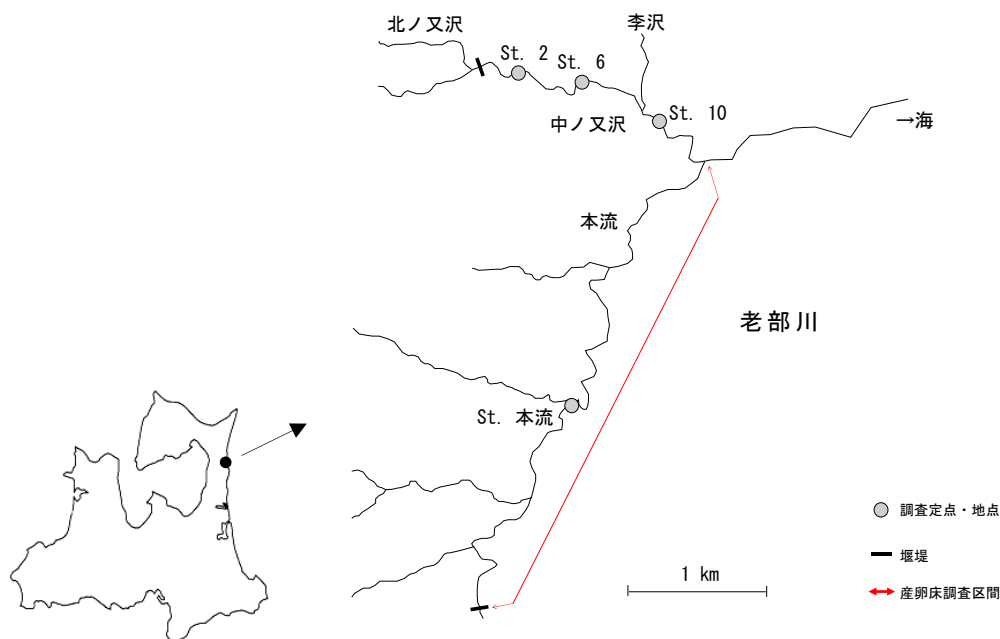 北ノ又沢
李沢
St. 2
St. 6
中ノ又沢
St. 10
→海
本流
老部川
St. 本流
調査定点・地点
堰堤
1 km
産卵床調査区間